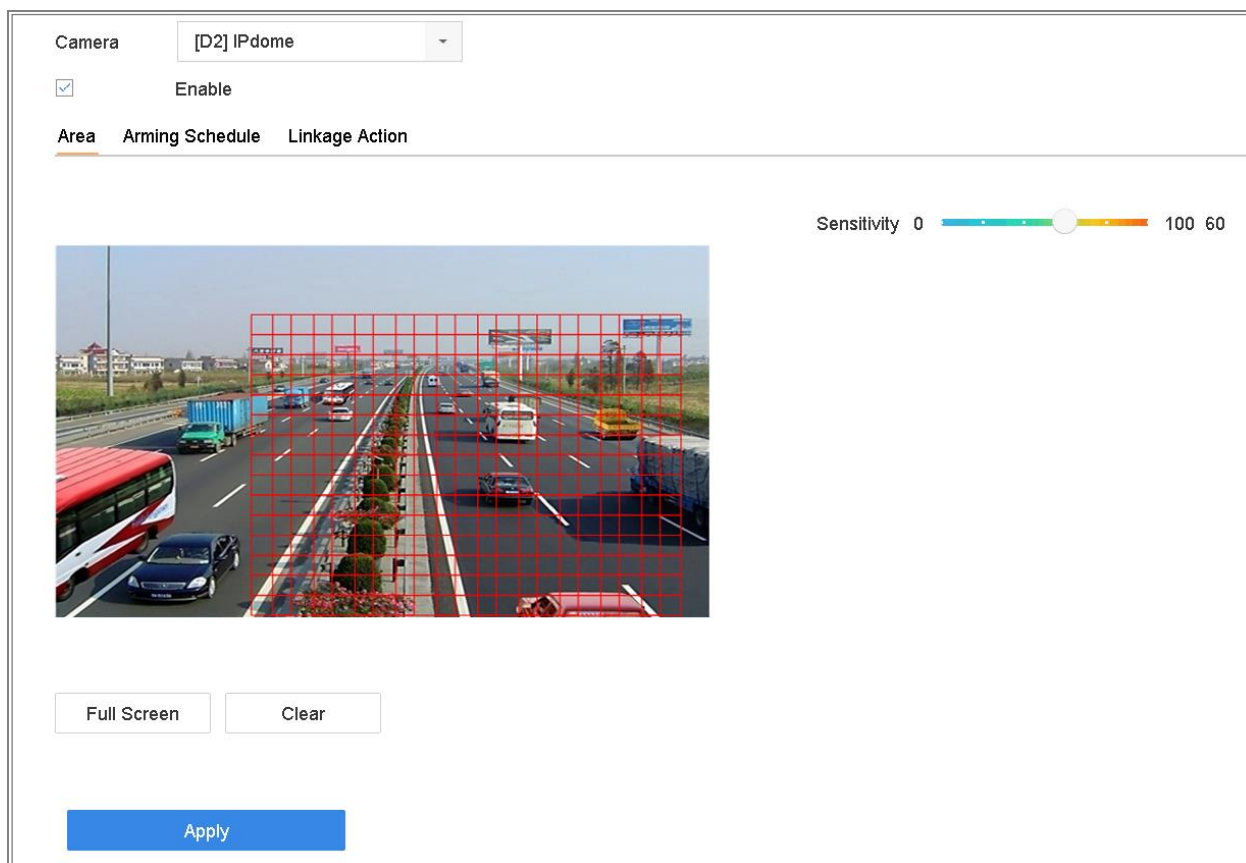 Camera [D2] IPdome
Enable
Area Arming Schedule Linkage Action
Sensitivity 0 100 60
Full Screen Clear
Apply